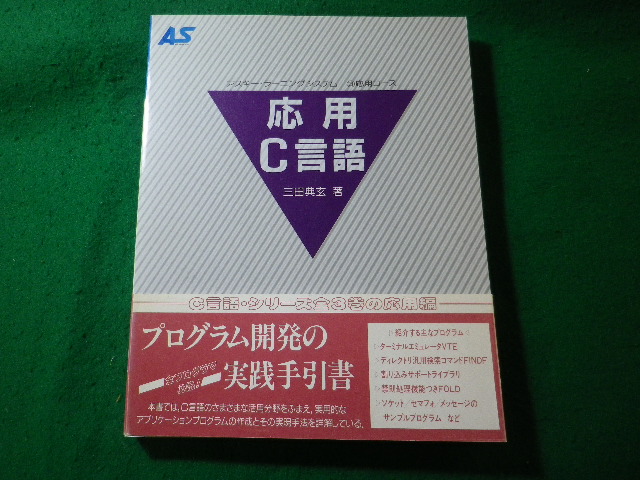 AS
アスキー・ラーニングシステム ③応用コース
応用
C言語
三田典玄 著
C言語・シリーズ全3巻の応用編
プログラム開発の
実践手引書
本書では、C言語のさまざまな活用分野をふまえ、実用的な
アプリケーションプログラムの作成とその実現手法を詳解している。
紹介する主なプログラム
▷ターミナルエミュレータVTE
▷ディレクトリ汎用検索コマンドFINDF
▷割り込みサポートライブラリ
▷禁則処理機能つきFOLD
▷ソケット/セマフォ/メッセージの
サンプルプログラム など